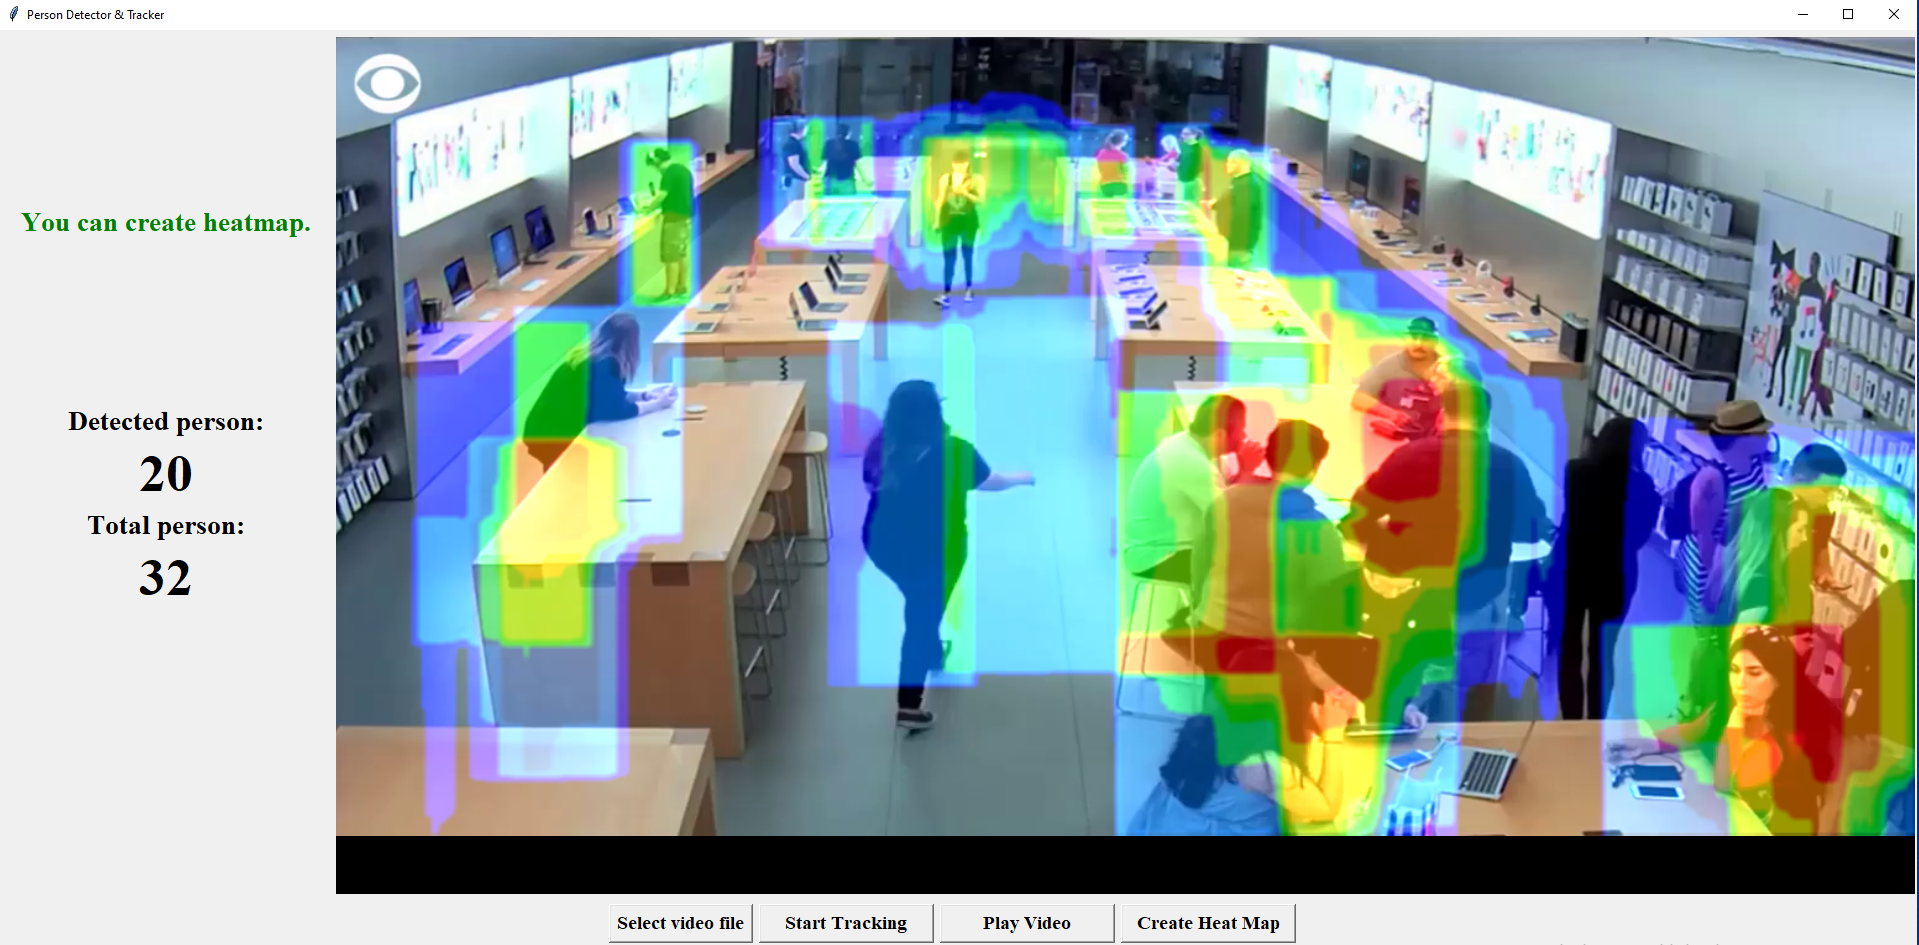 Person Detector & Tracker
You can create heatmap.
Detected person:
20
Total person:
32
Select video file
Start Tracking
Play Video
Create Heat Map